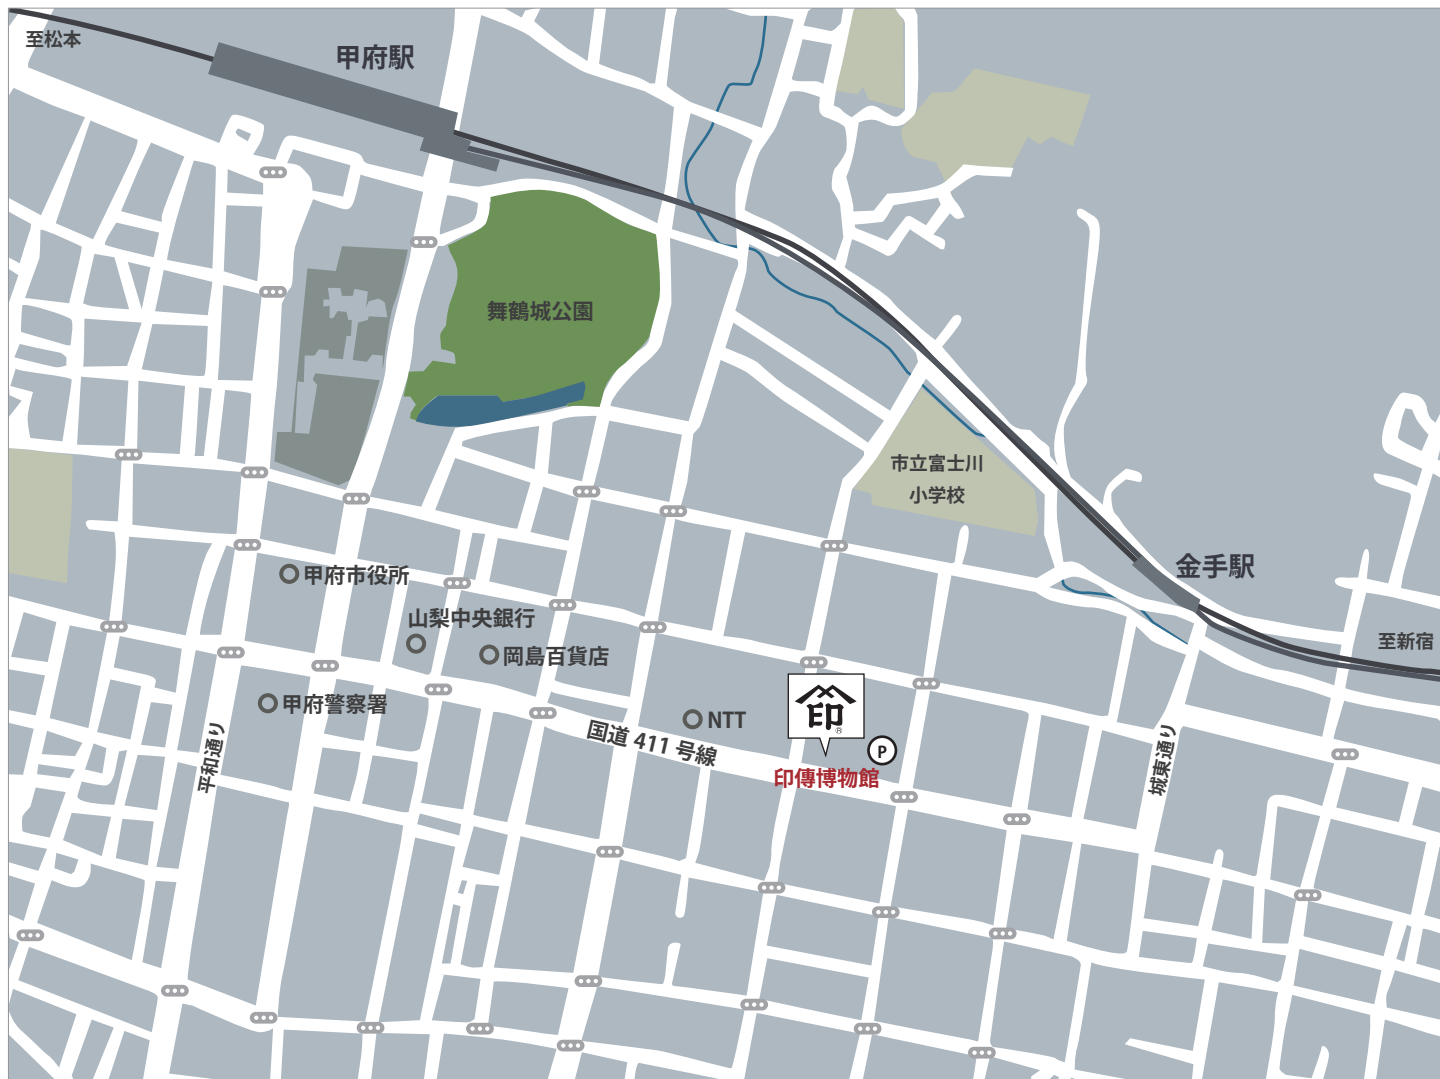 至松本
甲府駅
舞鶴城公園
市立富士川
小学校
金手駅
甲府市役所
山梨中央銀行
岡島百貨店
至新宿
甲府警察署
平和通り
国道 411 号線
NTT
印
®
P
印傳博物館
城東通り